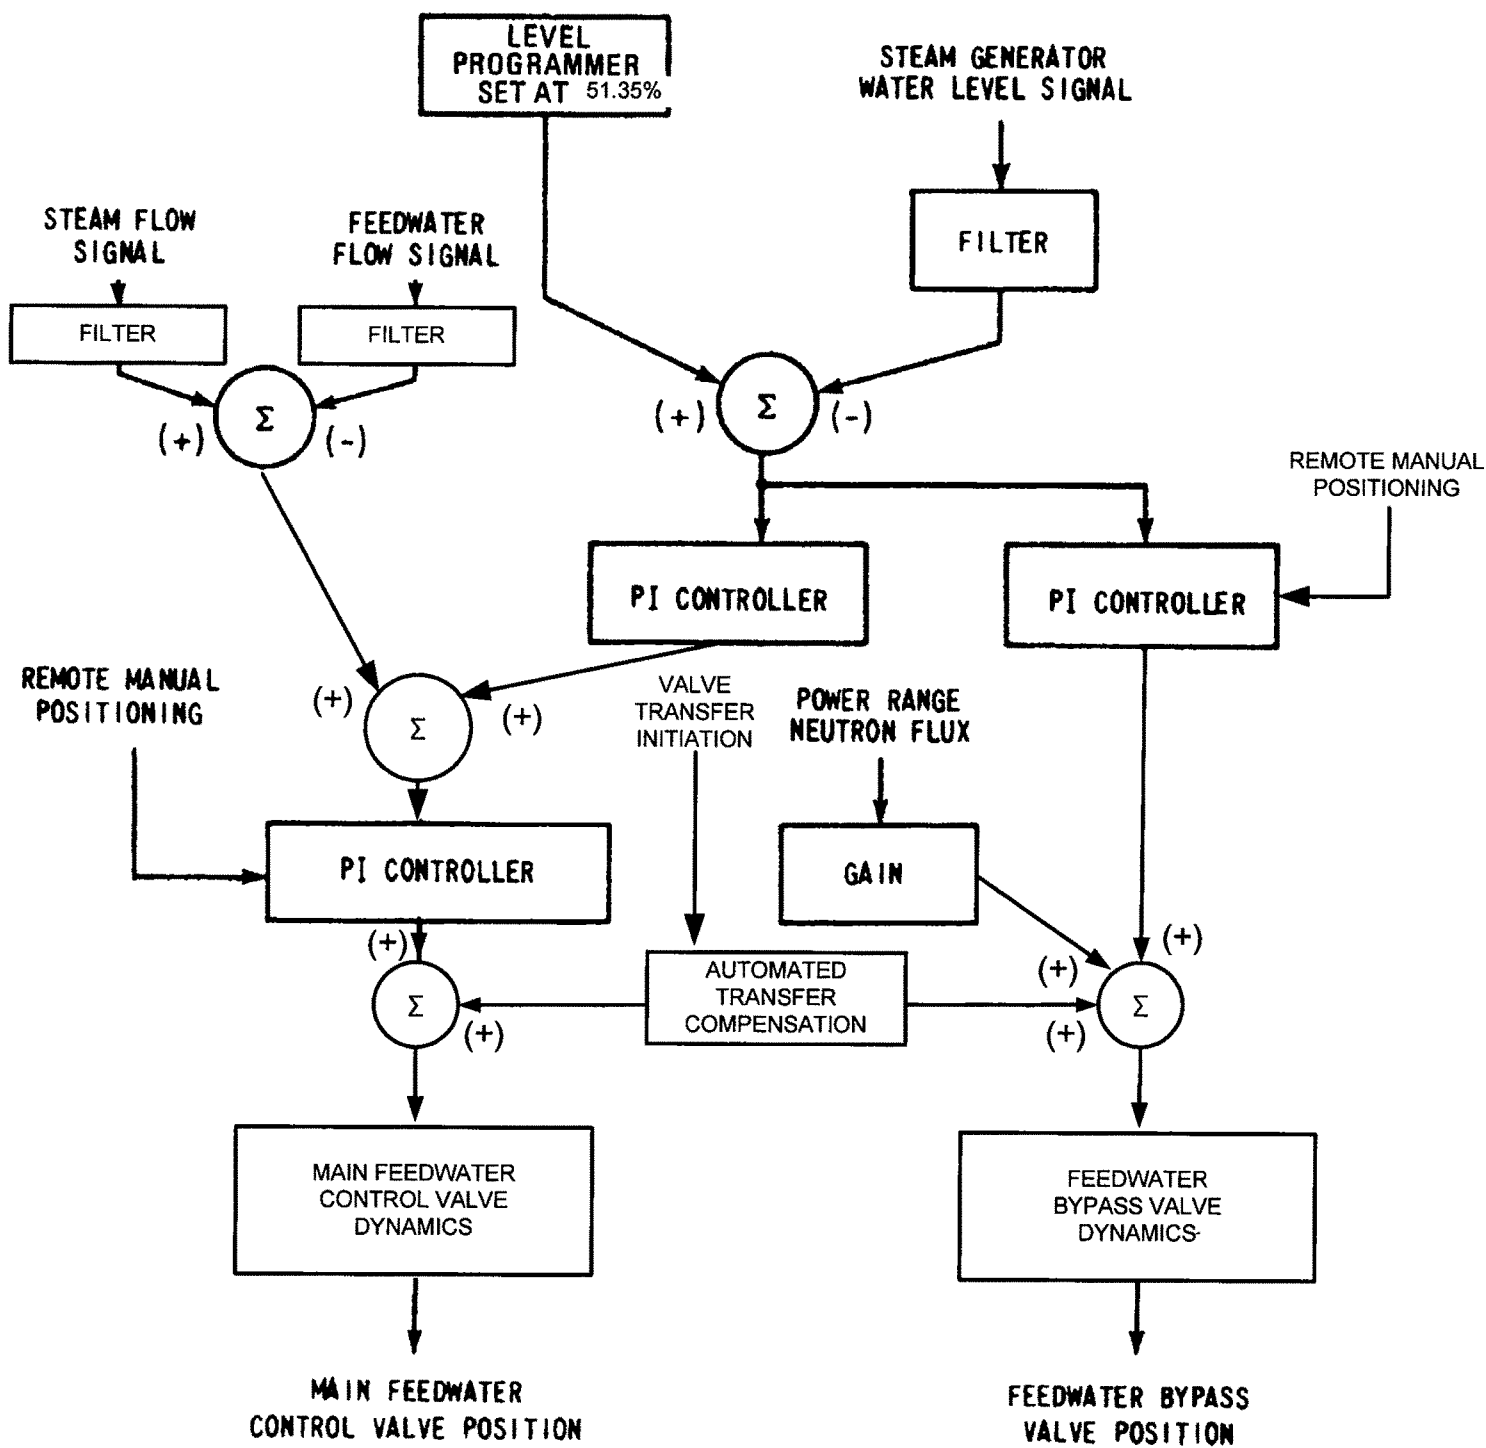 LEVEL
PROGRAMMER
SET AT 51.35%
STEAM GENERATOR
WATER LEVEL SIGNAL
STEAM FLOW
SIGNAL
FEEDWATER
FLOW SIGNAL
FILTER
FILTER
FILTER
Σ
(+)
(-)
Σ
(+)
(-)
REMOTE MANUAL
POSITIONING
PI CONTROLLER
PI CONTROLLER
REMOTE MANUAL
POSITIONING
(+)
Σ
(+)
VALVE
TRANSFER
INITIATION
POWER RANGE
NEUTRON FLUX
PI CONTROLLER
GAIN
(+)
Σ
(+)
AUTOMATED
TRANSFER
COMPENSATION
(+)
(+)
(+)
Σ
MAIN FEEDWATER
CONTROL VALVE
DYNAMICS
FEEDWATER
BYPASS VALVE
DYNAMICS
MAIN FEEDWATER
CONTROL VALVE POSITION
FEEDWATER BYPASS
VALVE POSITION